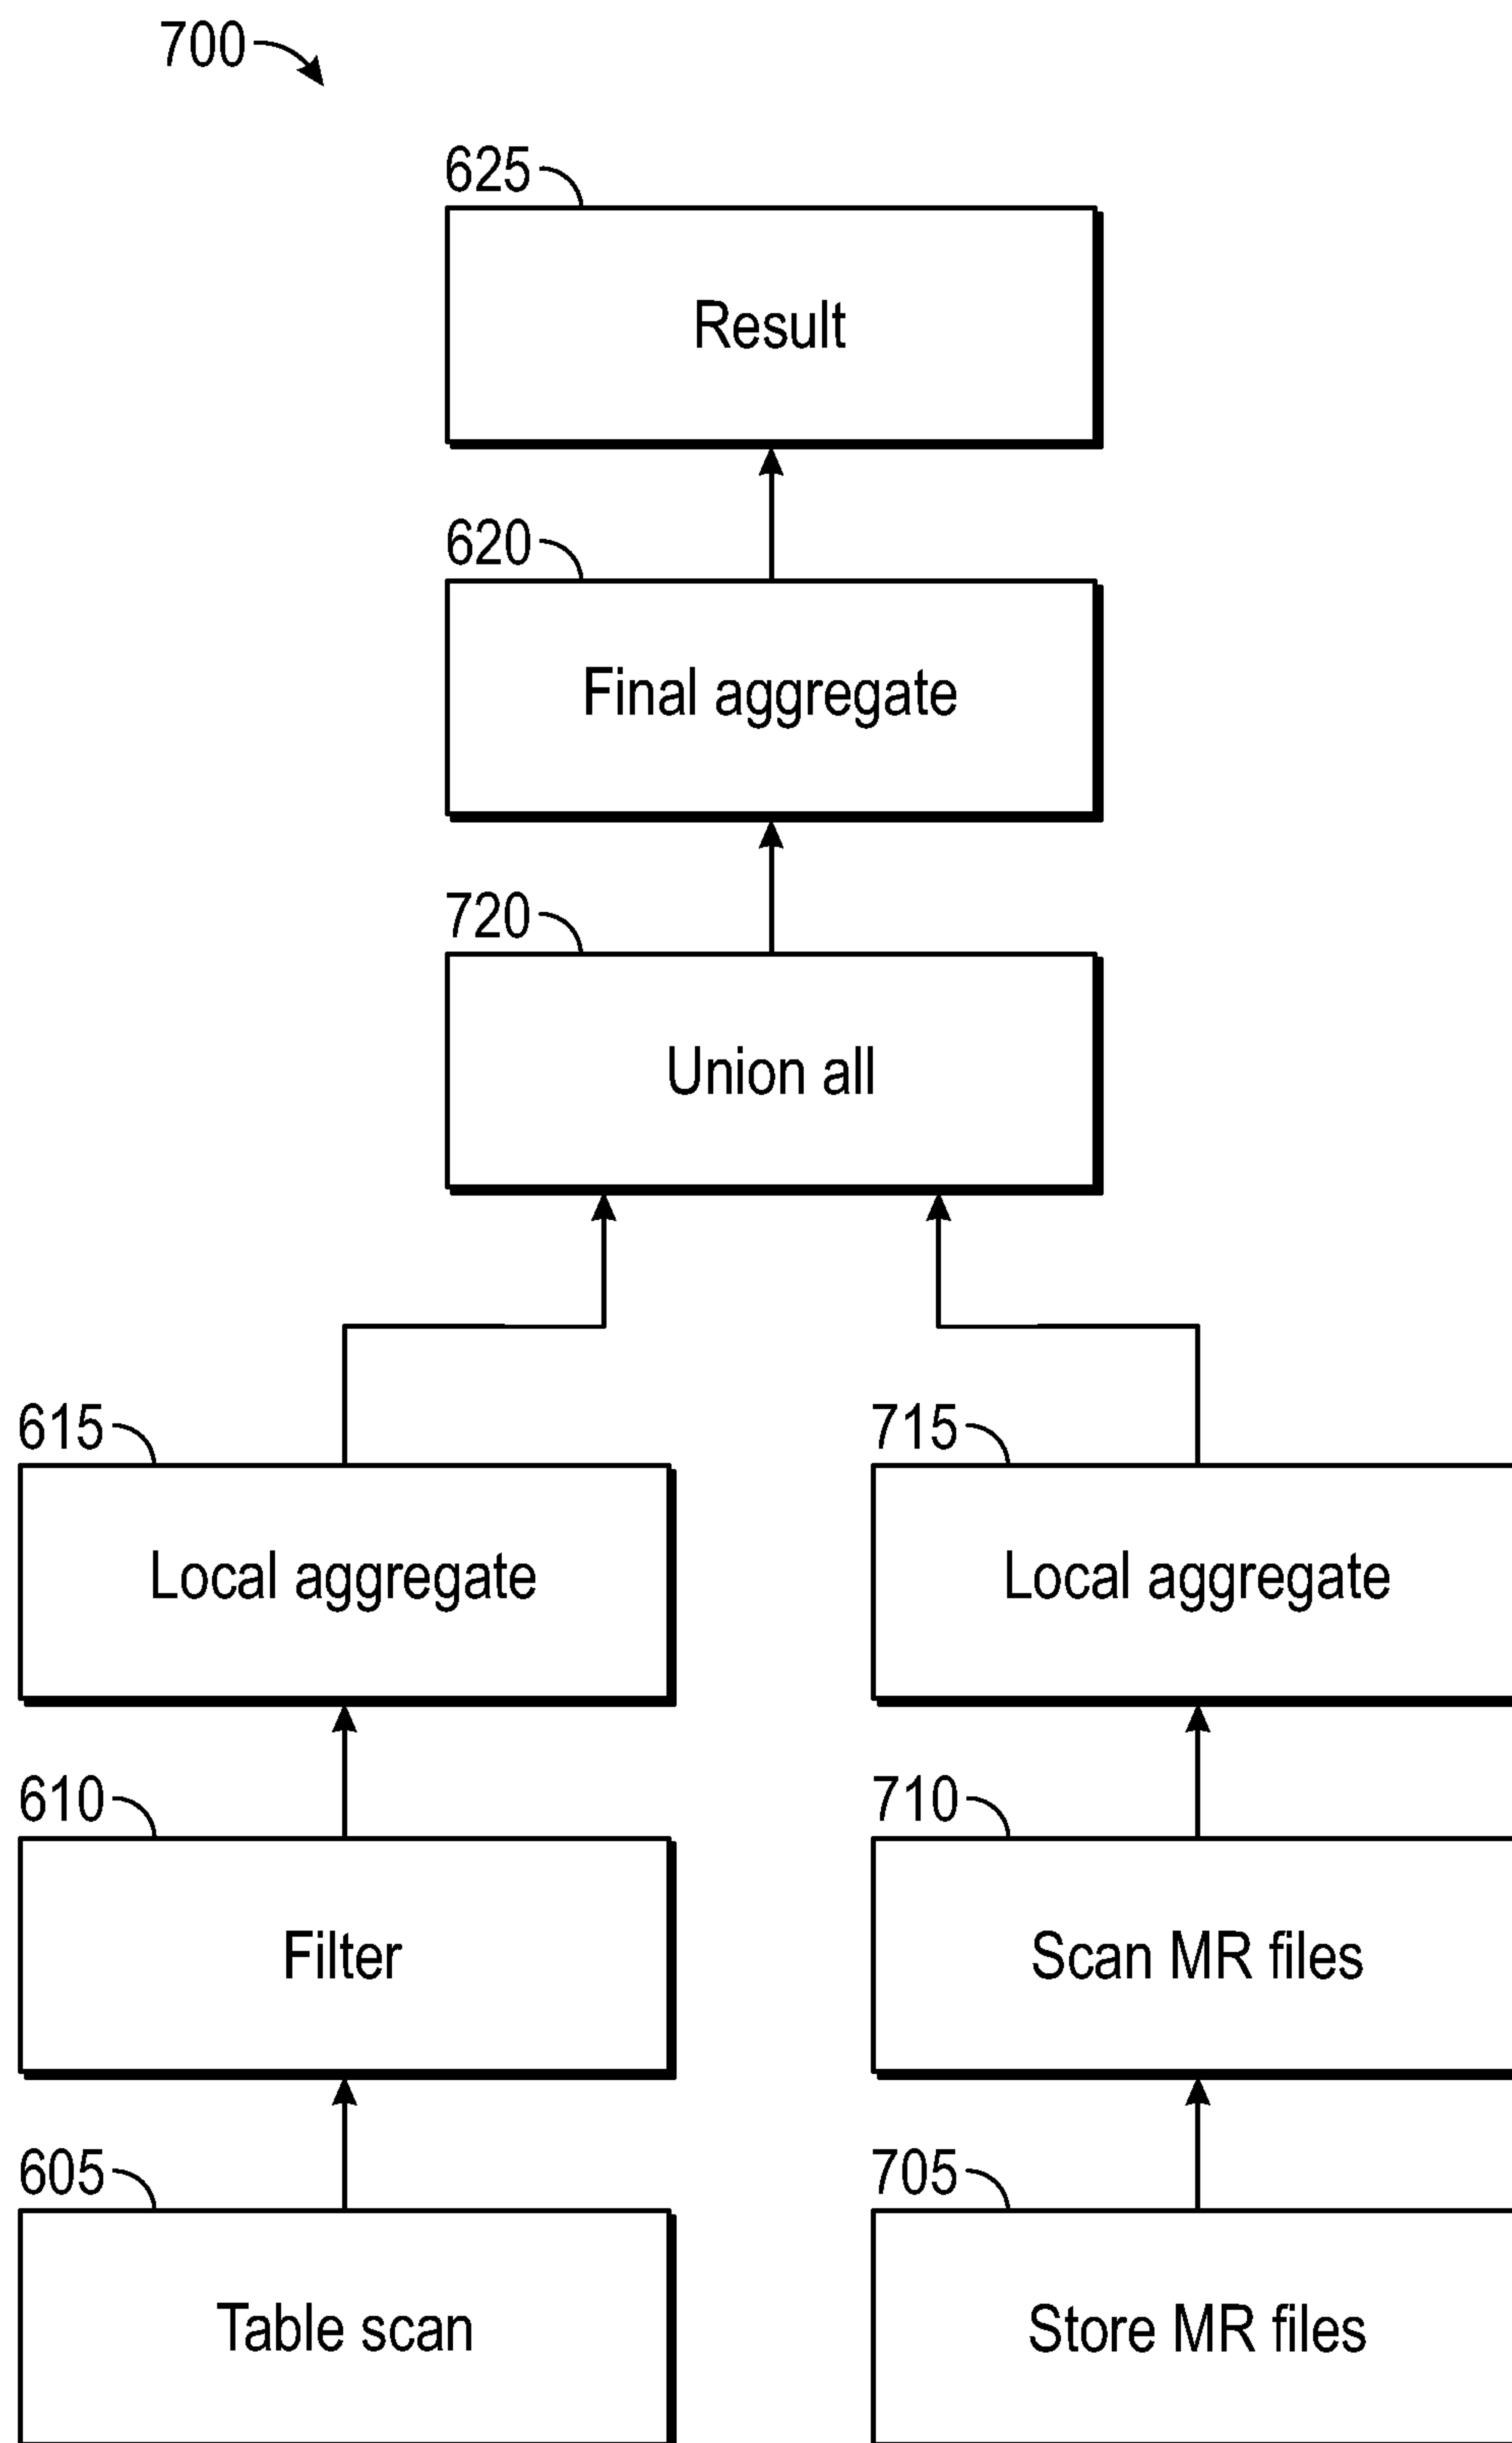 700
625
Result
620
Final aggregate
720
Union all
615
Local aggregate
715
Local aggregate
610
Filter
710
Scan MR files
605
Table scan
705
Store MR files